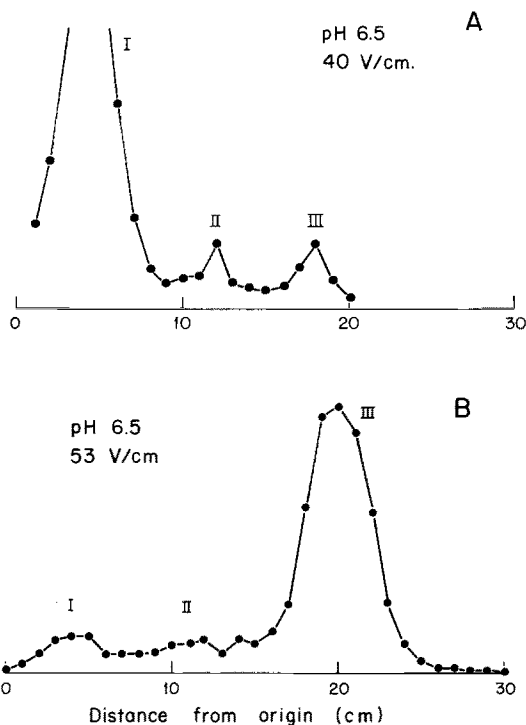 A
pH 6.5
40 V/cm.
I
II
III
0 10 20 30
B
pH 6.5
53 V/cm
I
II
III
0 10 20 30
Distance from origin (cm)